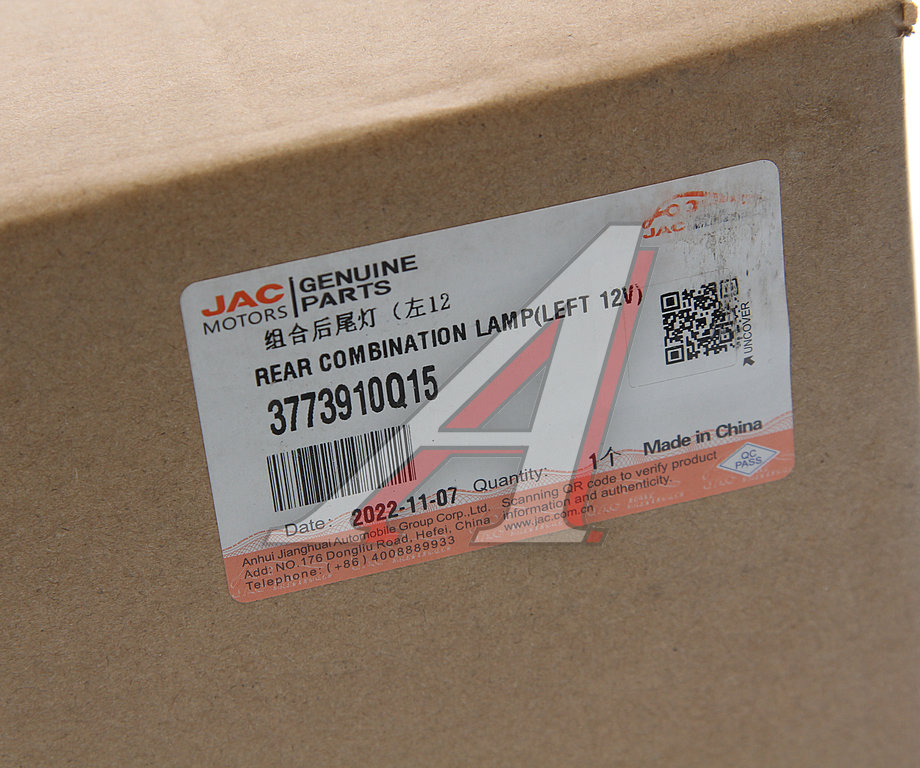 JAC
MOTORS
GENUINE
PARTS
JAC
组合后尾灯（左12
REAR COMBINATION LAMP(LEFT 12V)
3773910Q15
UNCOVER
Date: 2022-11-07 Quantity: 1个 Made in China
QC
PASS
Anhui Jianghuai Automobile Group Corp.,Ltd.
Add: NO.176 Dongliu Road, Hefei, China
Telephone: (+86) 4008889933
Scanning QR code to verify product
information and authenticity.
www.jac.com.cn